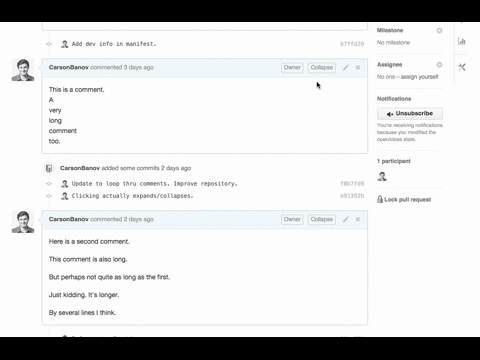 Add dev info in manifest.
b7ffd28
Milestone
No milestone
CarsonBanov commented 3 days ago
Owner
Collapse
Assignee
No one—assign yourself
This is a comment.
A
very
long
comment
too.
Notifications
Unsubscribe
You're receiving notifications
because you modified the
open/close state.
1 participant
CarsonBanov added some commits 2 days ago
Update to loop thru comments. Improve repository.
Clicking actually expands/collapses.
Lock pull request
CarsonBanov commented 2 days ago
Owner
Collapse
Here is a second comment.
This comment is also long.
But perhaps not quite as long as the first.
Just kidding. It's longer.
By several lines I think.